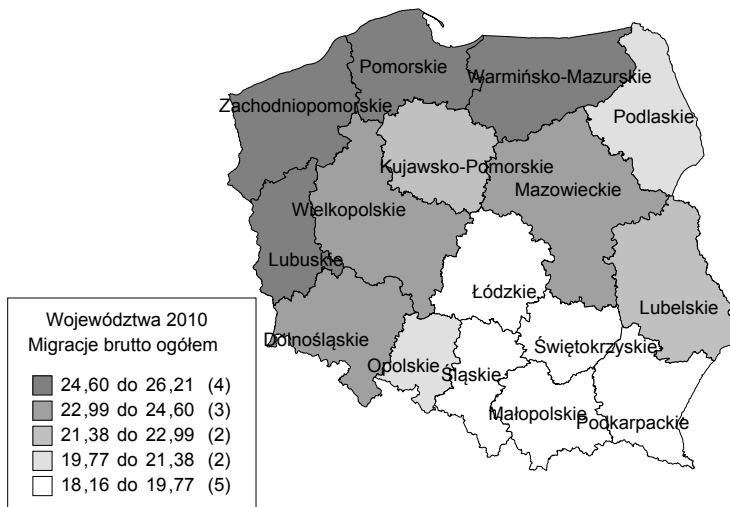 Pomorskie
Warmińsko-Mazurskie
Zachodniopomorskie
Podlaskie
Kujawsko-Pomorskie
Mazowieckie
Wielkopolskie
Lubuskie
Łódzkie
Lubelskie
Dolnośląskie
Świętokrzyskie
Opolskie
Śląskie
Małopolskie
Podkarpackie
Województwa 2010
Migracje brutto ogółem
24,60 do 26,21 (4)
22,99 do 24,60 (3)
21,38 do 22,99 (2)
19,77 do 21,38 (2)
18,16 do 19,77 (5)